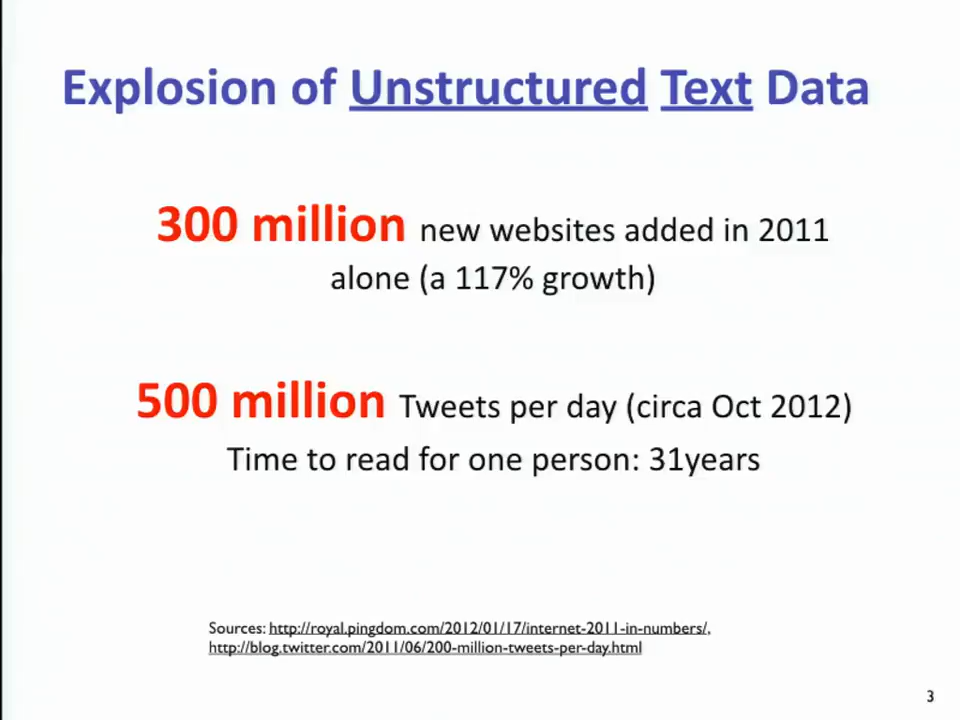 Explosion of Unstructured Text Data
300 million new websites added in 2011
alone (a 117% growth)
500 million Tweets per day (circa Oct 2012)
Time to read for one person: 31years
Sources: http://royal.pingdom.com/2012/01/17/internet-2011-in-numbers/,
http://blog.twitter.com/2011/06/200-million-tweets-per-day.html
3